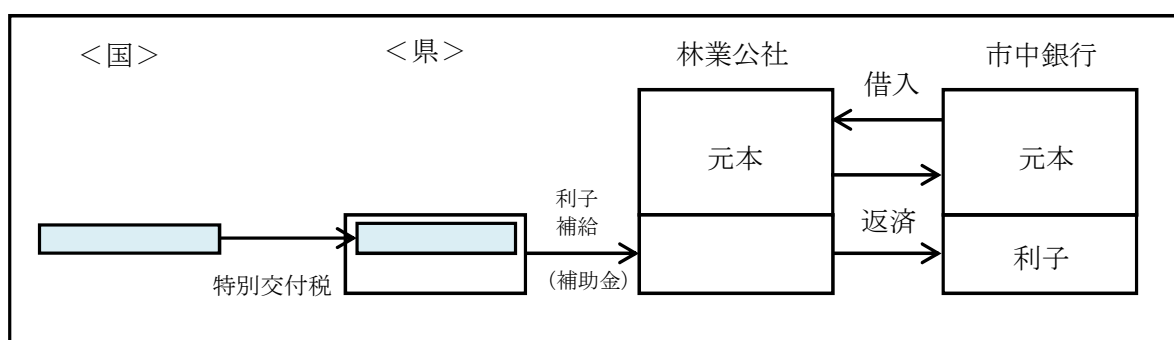 ＜国＞
＜県＞
林業公社
市中銀行
借入
元本
元本
利子
補給
返済
利子
特別交付税
(補助金)